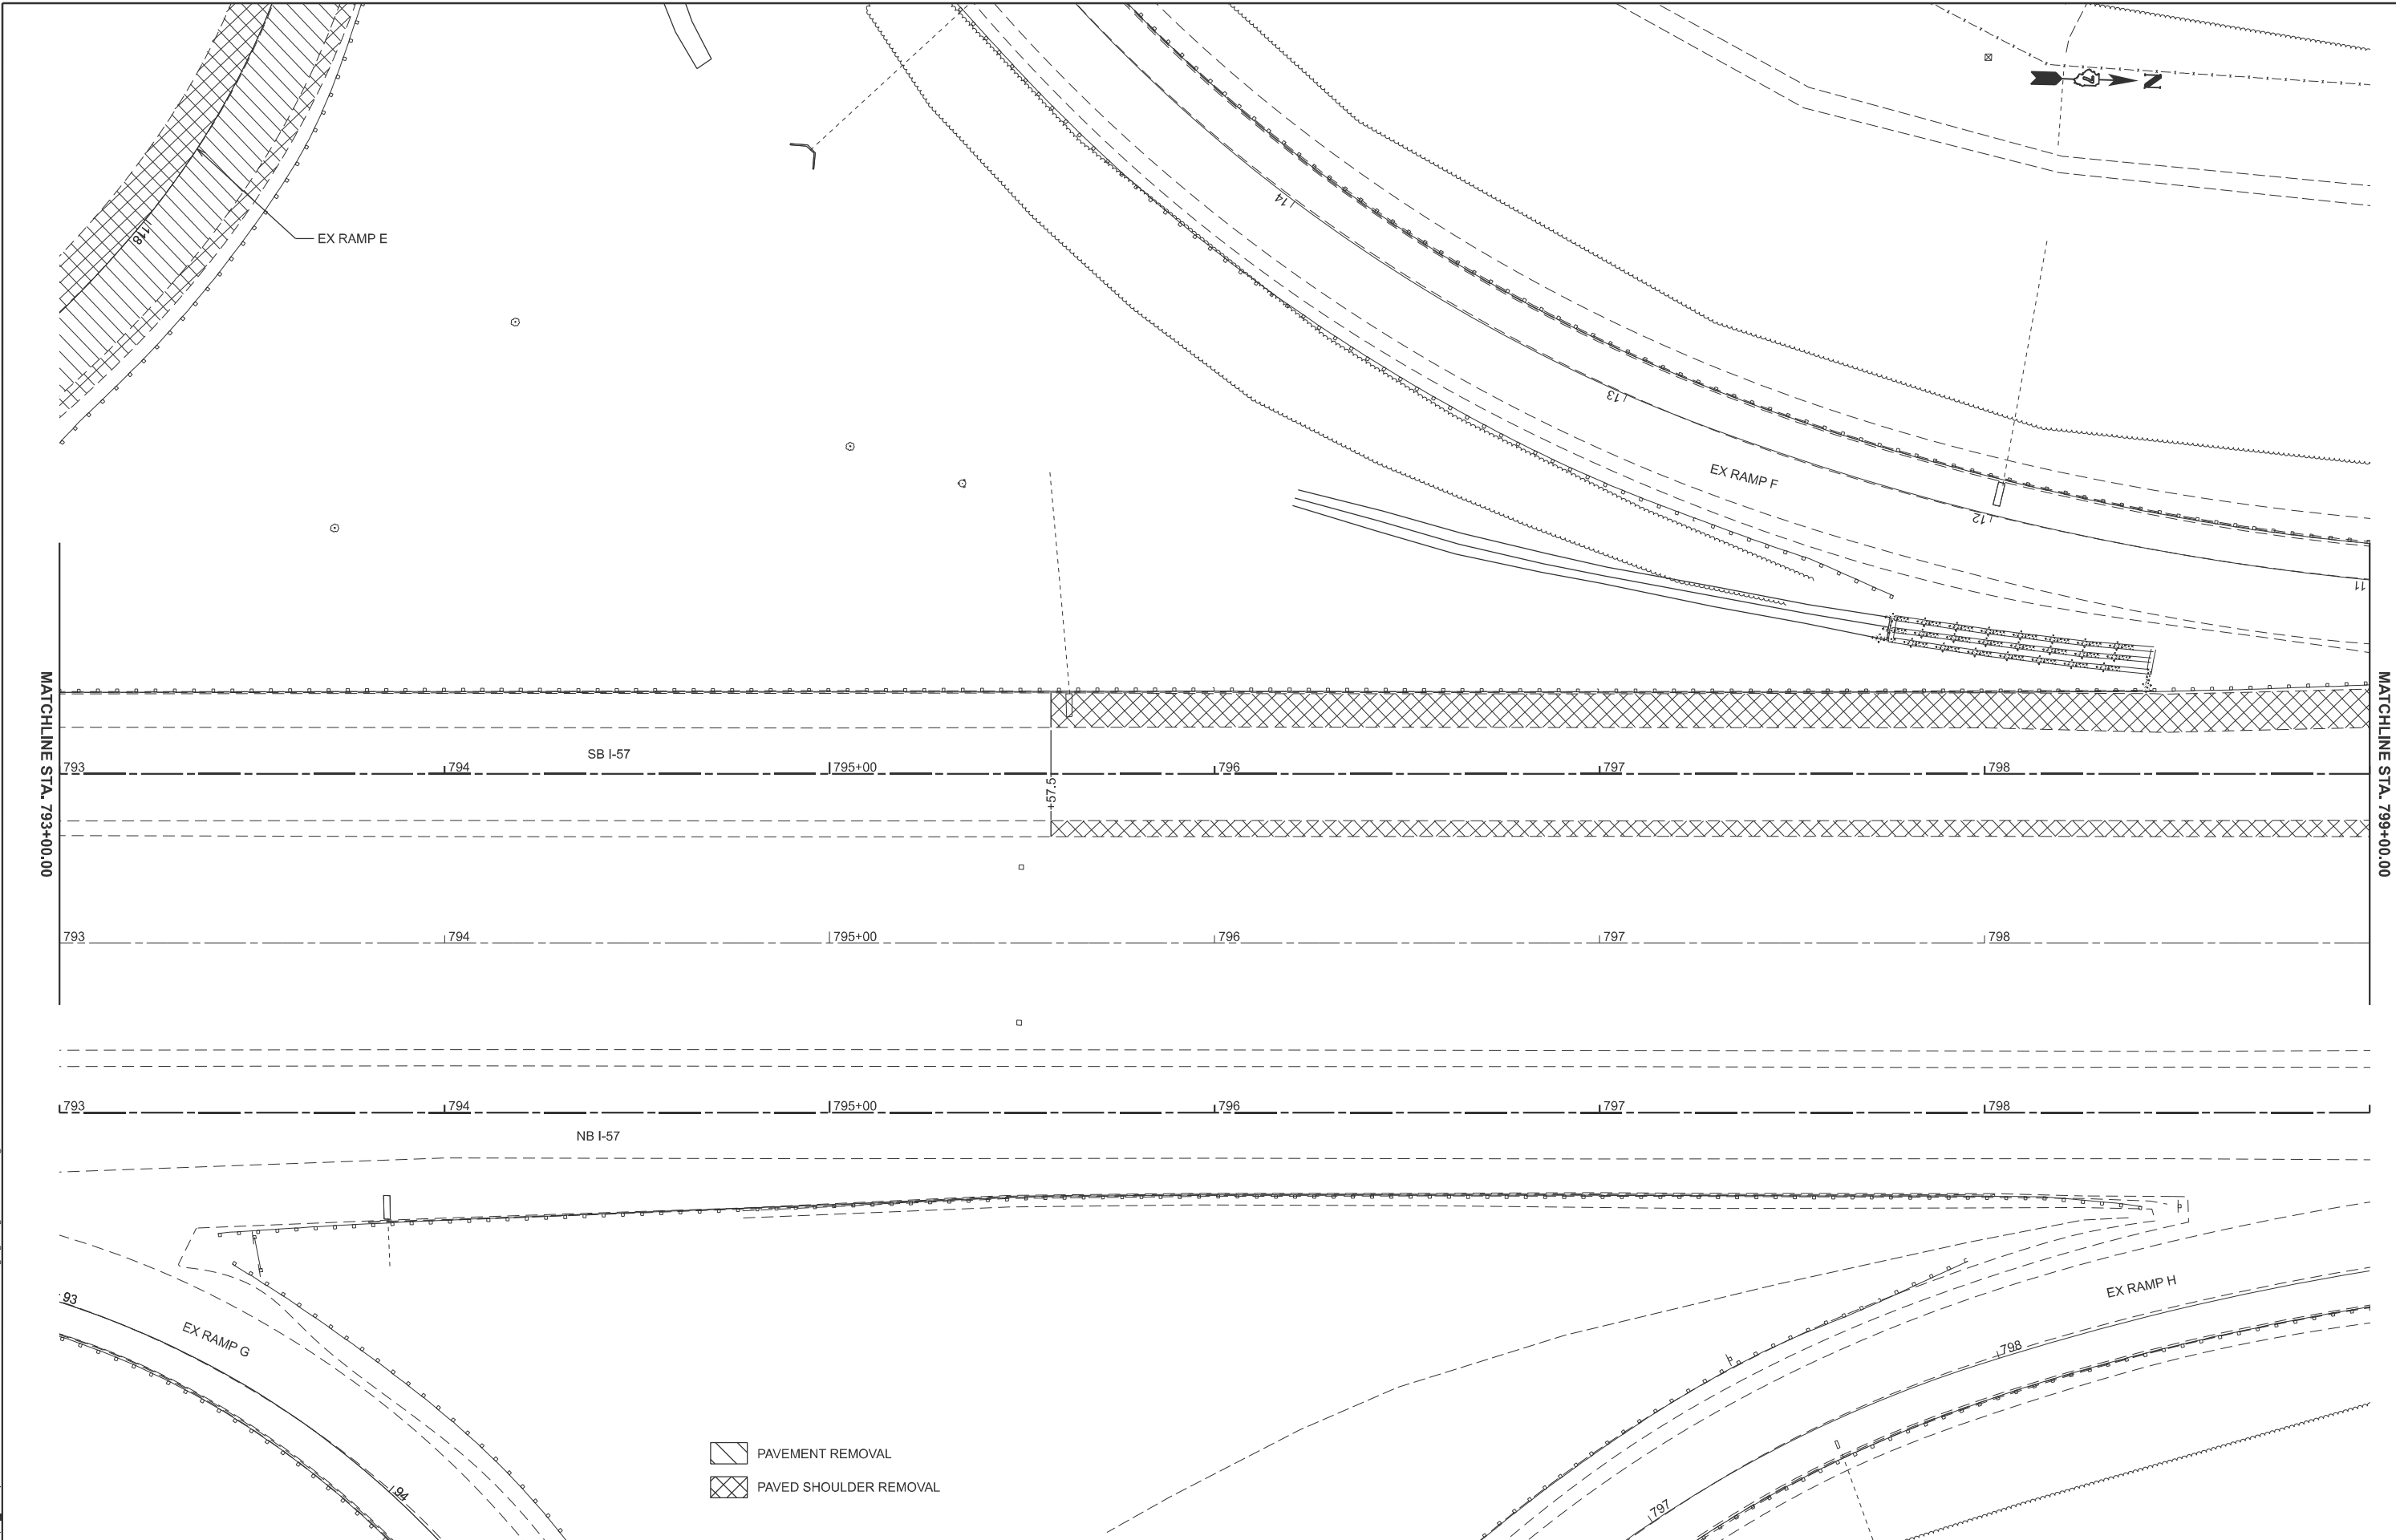 N
118
EX RAMP E
14
13
EX RAMP F
12
11
MATCHLINE STA. 793+00.00
MATCHLINE STA. 799+00.00
SB I-57
793
794
795+00
796
797
798
+57.5
793
794
795+00
796
797
798
793
794
795+00
796
797
798
NB I-57
93
EX RAMP G
94
EX RAMP H
798
797
PAVEMENT REMOVAL
PAVED SHOULDER REMOVAL